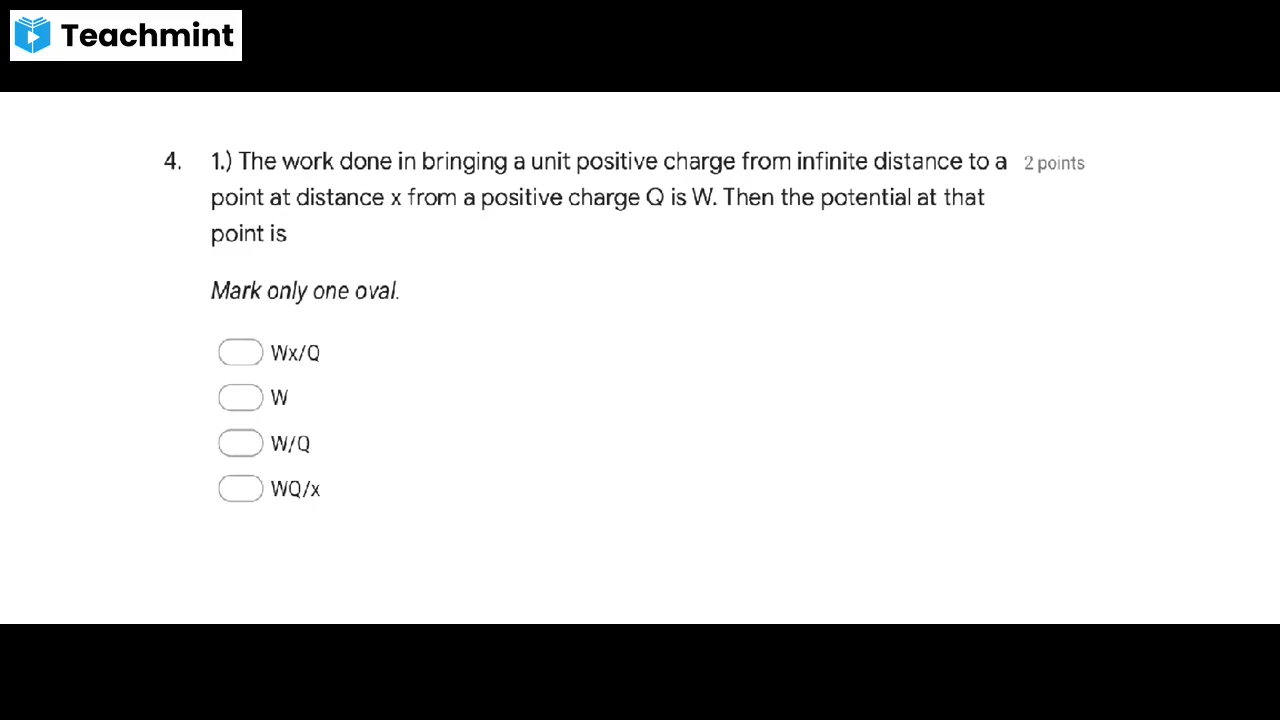 Teachmint
4. 1.) The work done in bringing a unit positive charge from infinite distance to a 2 points
point at distance x from a positive charge Q is W. Then the potential at that
point is
Mark only one oval.
Wx/Q
W
W/Q
WQ/x